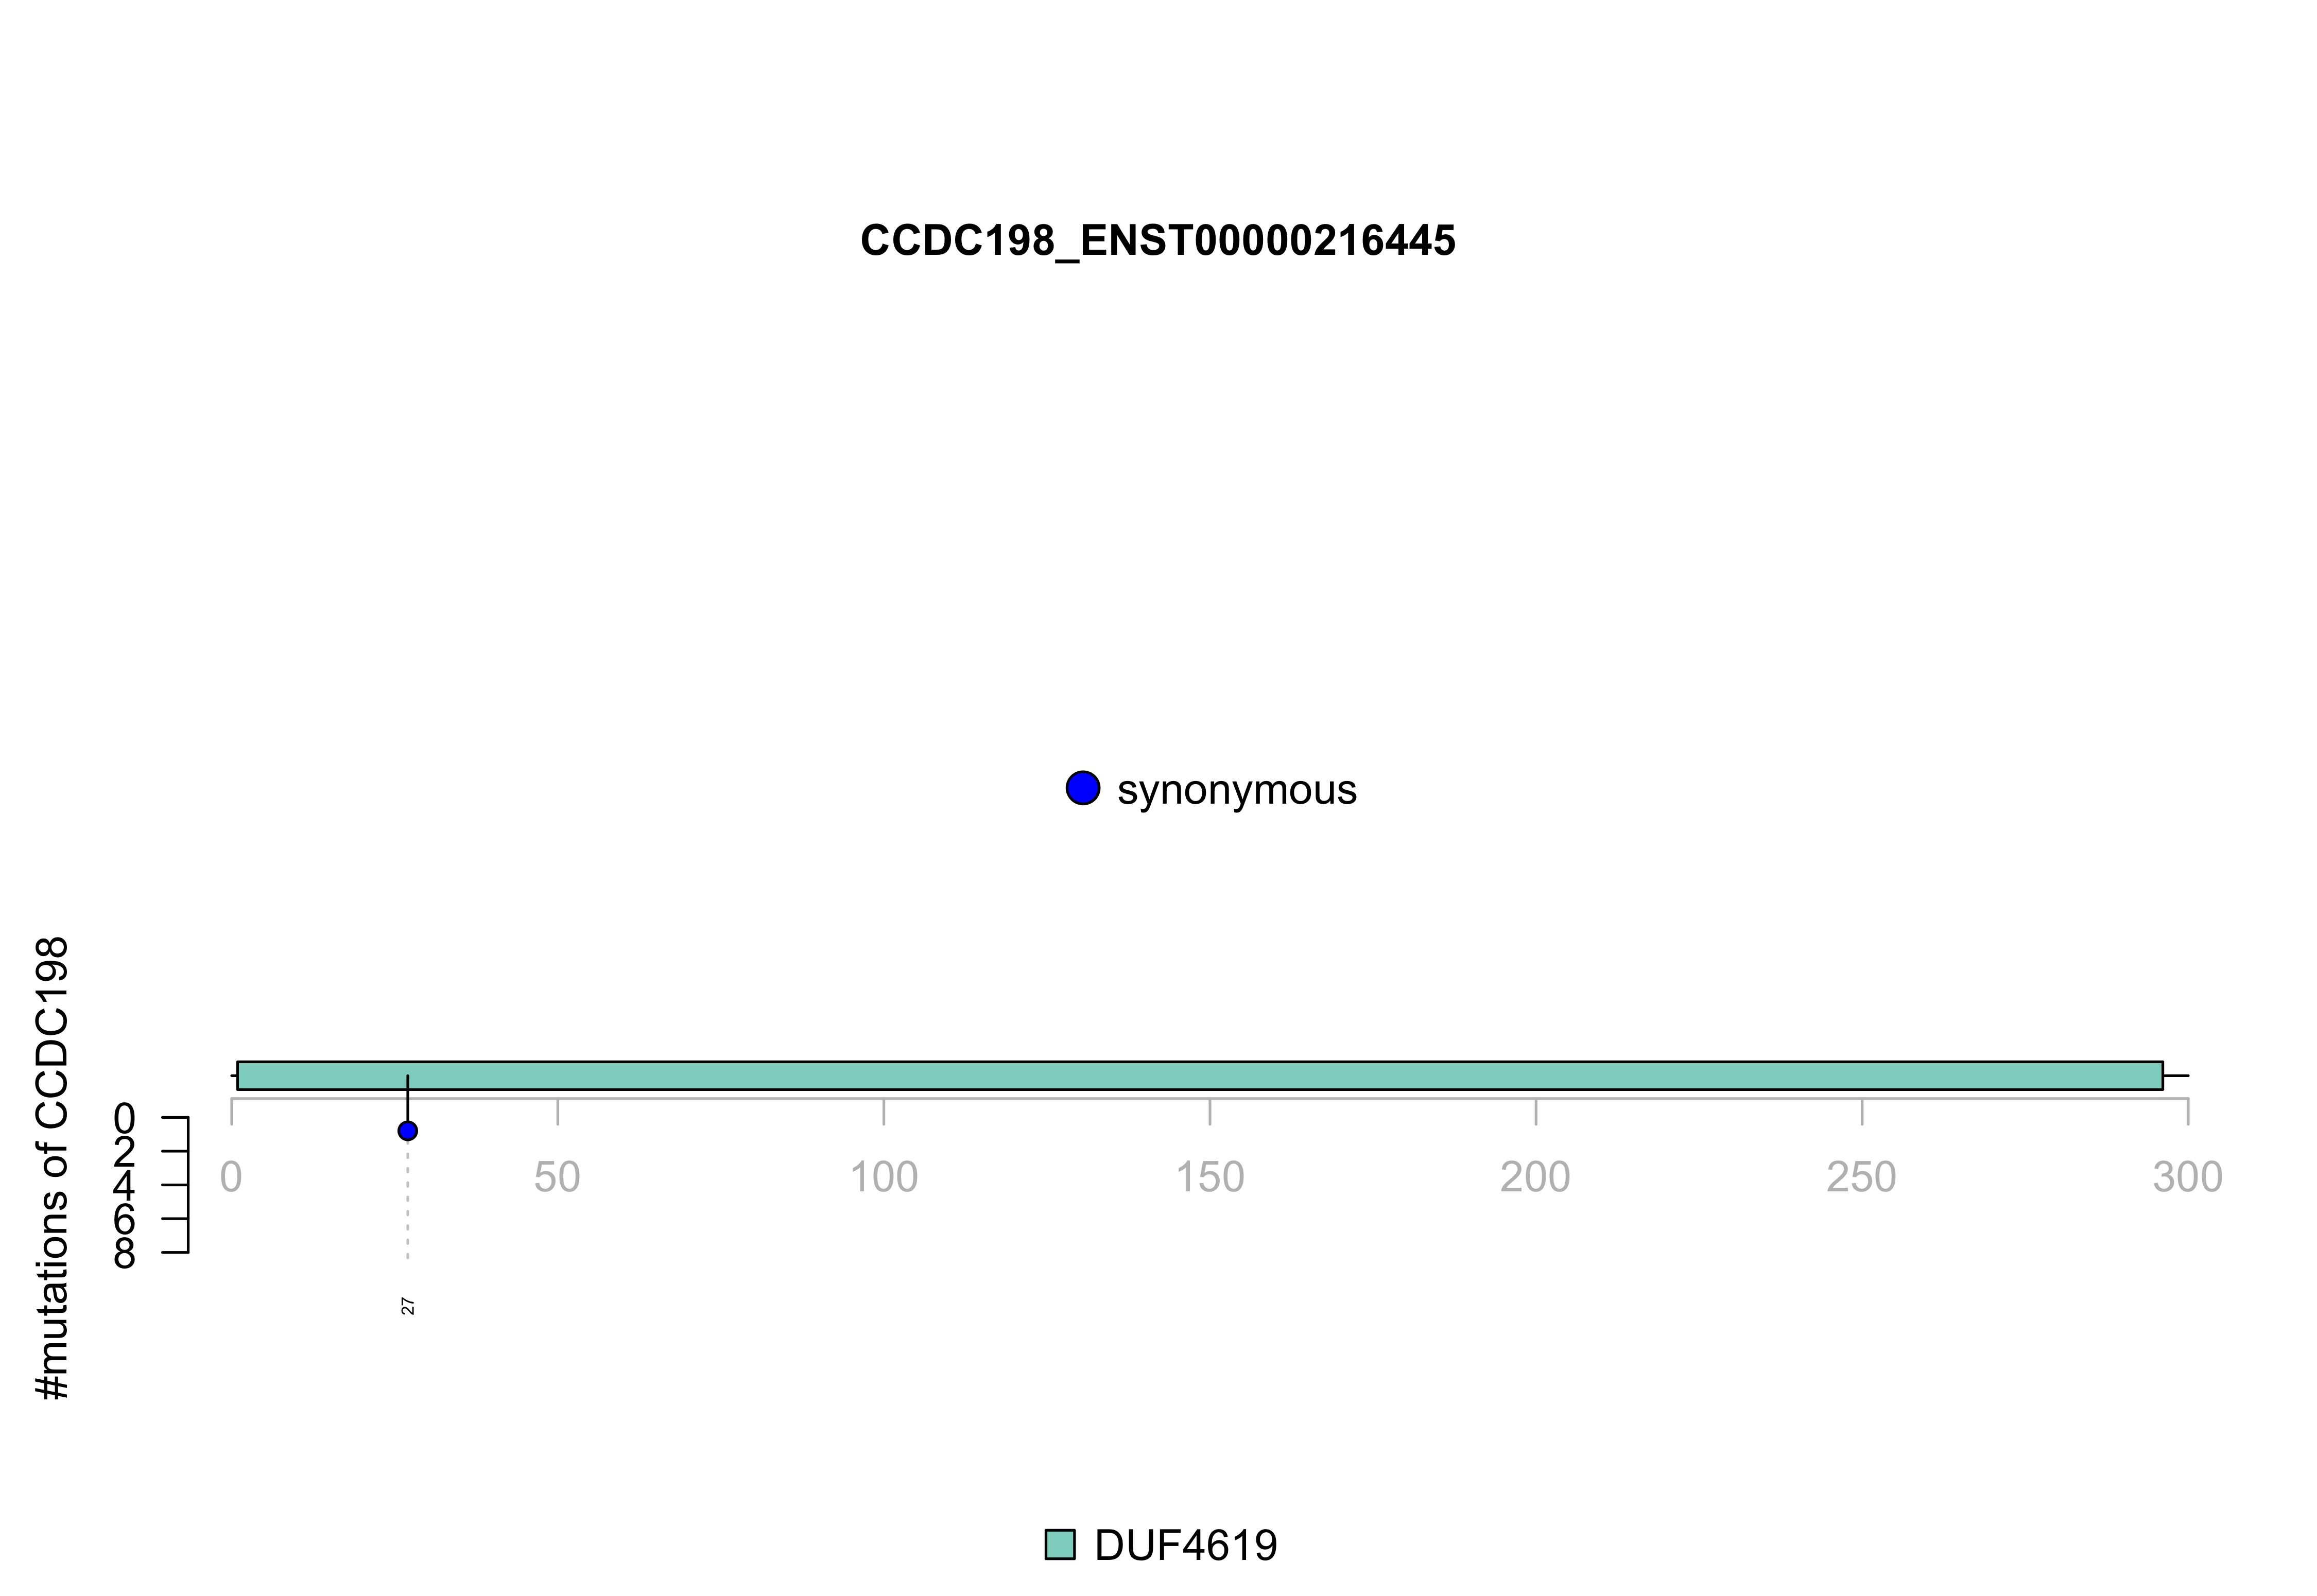 CCDC198_ENST00000216445
synonymous
#mutations of CCDC198
0
2
4
6
8
0 50 100 150 200 250 300
27
DUF4619